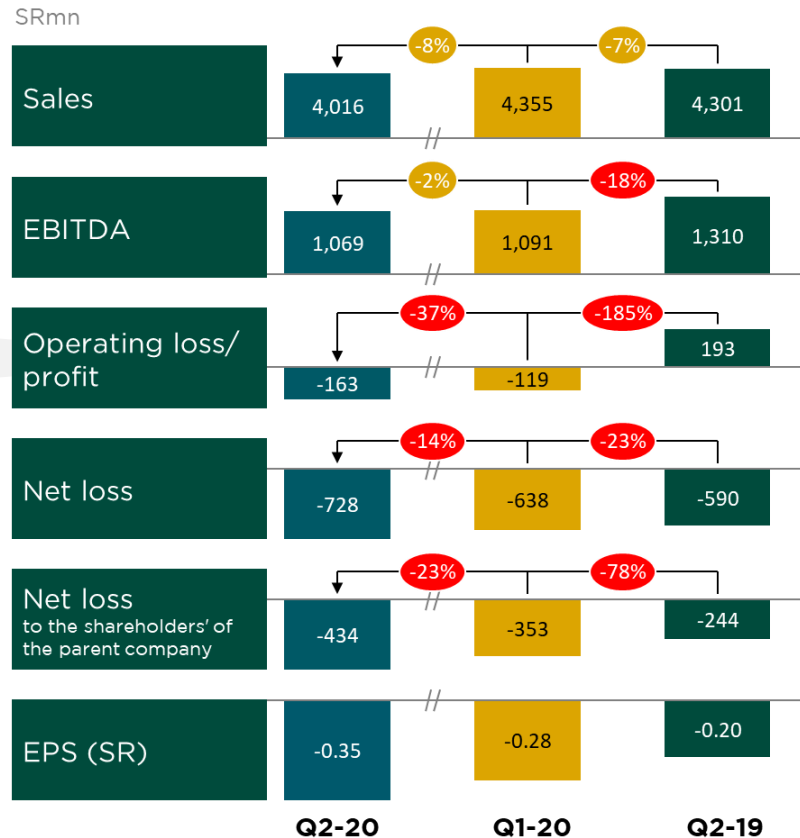 SRmn
-8%
-7%
Sales
4,016
4,355
4,301
-2%
-18%
EBITDA
1,069
1,091
1,310
-37%
-185%
Operating loss/
profit
-163
-119
193
-14%
-23%
Net loss
-728
-638
-590
-23%
-78%
Net loss
to the shareholders' of
the parent company
-434
-353
-244
EPS (SR)
-0.35
-0.28
-0.20
Q2-20
Q1-20
Q2-19